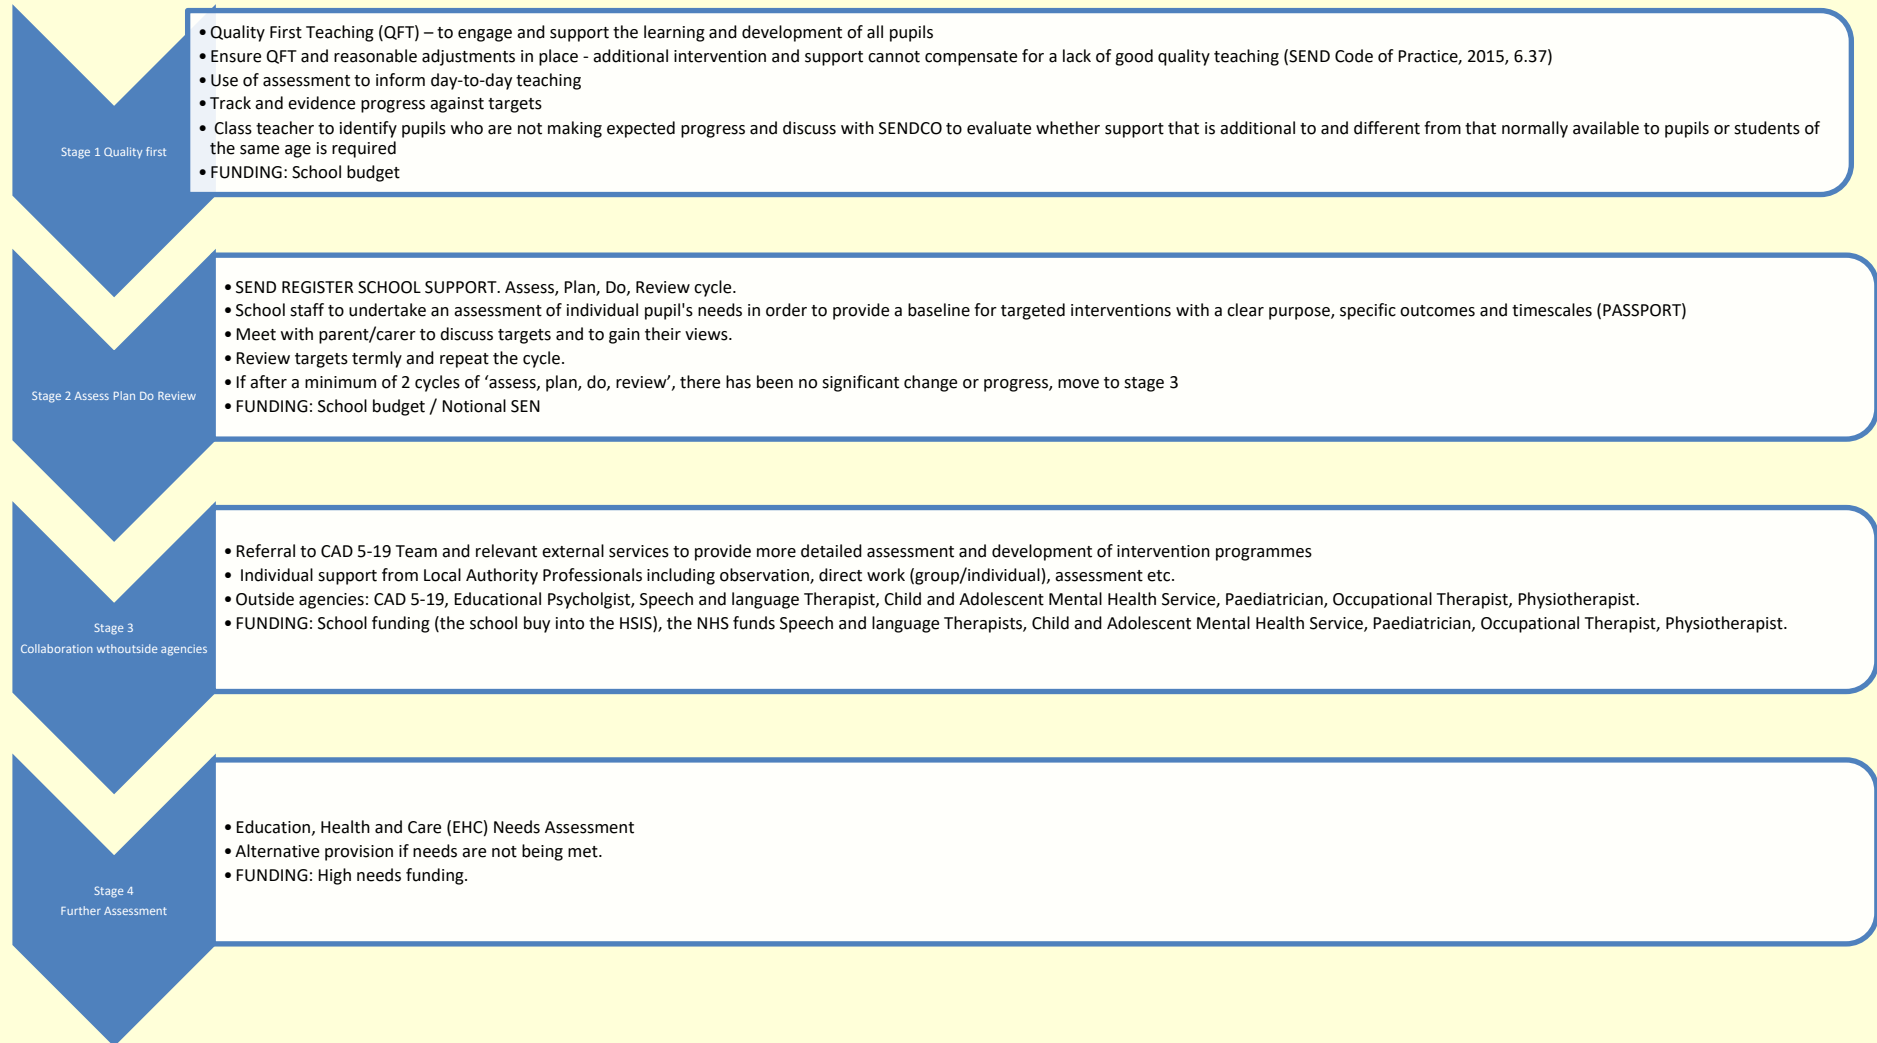 Stage 1 Quality first
• Quality First Teaching (QFT) – to engage and support the learning and development of all pupils
• Ensure QFT and reasonable adjustments in place - additional intervention and support cannot compensate for a lack of good quality teaching (SEND Code of Practice, 2015, 6.37)
• Use of assessment to inform day-to-day teaching
• Track and evidence progress against targets
• Class teacher to identify pupils who are not making expected progress and discuss with SENDCO to evaluate whether support that is additional to and different from that normally available to pupils or students of
the same age is required
• FUNDING: School budget
Stage 2 Assess Plan Do Review
• SEND REGISTER SCHOOL SUPPORT. Assess, Plan, Do, Review cycle.
• School staff to undertake an assessment of individual pupil's needs in order to provide a baseline for targeted interventions with a clear purpose, specific outcomes and timescales (PASSPORT)
• Meet with parent/carer to discuss targets and to gain their views.
• Review targets termly and repeat the cycle.
• If after a minimum of 2 cycles of ‘assess, plan, do, review’, there has been no significant change or progress, move to stage 3
• FUNDING: School budget / Notional SEN
Stage 3
Collaboration wthoutside agencies
• Referral to CAD 5-19 Team and relevant external services to provide more detailed assessment and development of intervention programmes
• Individual support from Local Authority Professionals including observation, direct work (group/individual), assessment etc.
• Outside agencies: CAD 5-19, Educational Psycholgist, Speech and language Therapist, Child and Adolescent Mental Health Service, Paediatrician, Occupational Therapist, Physiotherapist.
• FUNDING: School funding (the school buy into the HSIS), the NHS funds Speech and language Therapists, Child and Adolescent Mental Health Service, Paediatrician, Occupational Therapist, Physiotherapist.
Stage 4
Further Assessment
• Education, Health and Care (EHC) Needs Assessment
• Alternative provision if needs are not being met.
• FUNDING: High needs funding.